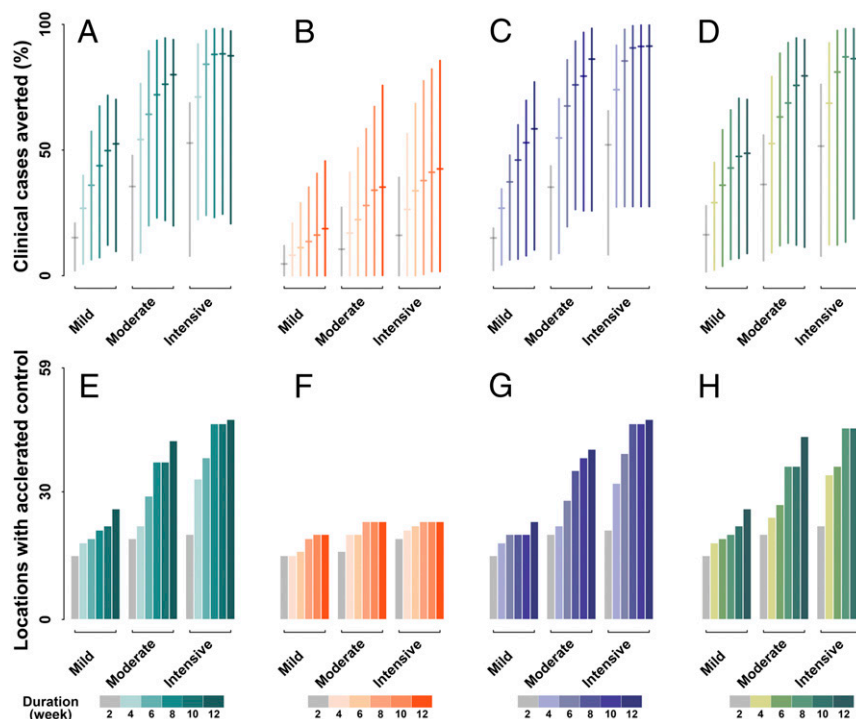 A B C D
Clinical cases averted (%)
100
50
0
Mild Moderate Intensive Mild Moderate Intensive Mild Moderate Intensive Mild Moderate Intensive
E F G H
Locations with acclerated control
59
30
0
Mild Moderate Intensive Mild Moderate Intensive Mild Moderate Intensive Mild Moderate Intensive
Duration
(week)
2 4 6 8 10 12 2 4 6 8 10 12 2 4 6 8 10 12 2 4 6 8 10 12